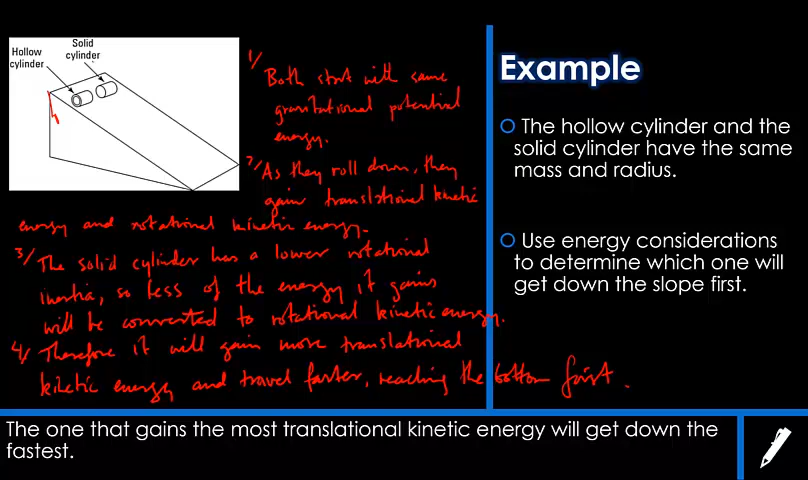 Hollow
cylinder
Solid
cylinder
1/ Both start with same
gravitational potential
energy.
2/ As they roll down, they
gain translational kinetic
energy and rotational kinetic energy.
3/ The solid cylinder has a lower rotational
inertia, so less of the energy it gains
will be converted to rotational kinetic energy.
4/ Therefore it will gain more translational
kinetic energy and travel faster, reaching the bottom first.
Example
The hollow cylinder and the
solid cylinder have the same
mass and radius.
Use energy considerations
to determine which one will
get down the slope first.
The one that gains the most translational kinetic energy will get down the
fastest.